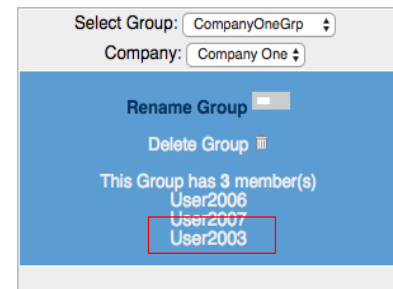 Select Group: CompanyOneGrp
Company: Company One
Rename Group
Delete Group
This Group has 3 member(s)
User2006
User2007
User2003